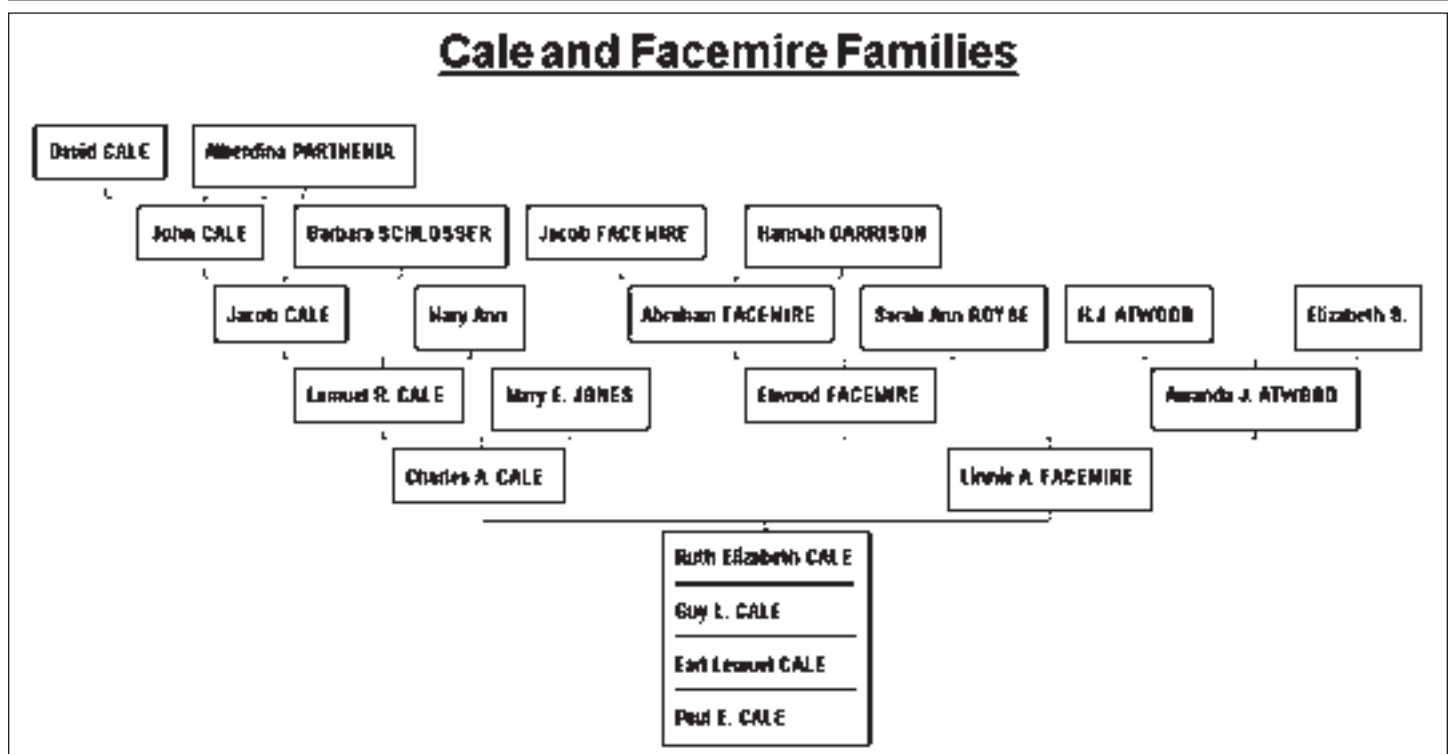 Cale and Facemire Families
David CALE
Alberdina PARTHENIA
John CALE
Barbara SCHLOSSER
Jacob FACEMIRE
Hannah GARRISON
Jacob CALE
Mary Ann
Abraham FACEMIRE
Sarah Ann ROYSE
ATWOOD
Elizabeth
Lemuel R. CALE
Mary E. JONES
Elwood FACEMIRE
Amanda J. ATWOOD
Charles A. CALE
A. FACEMIRE
Ruth Elizabeth CALE
Guy L. CALE
Earl Lemuel CALE
Paul E. CALE